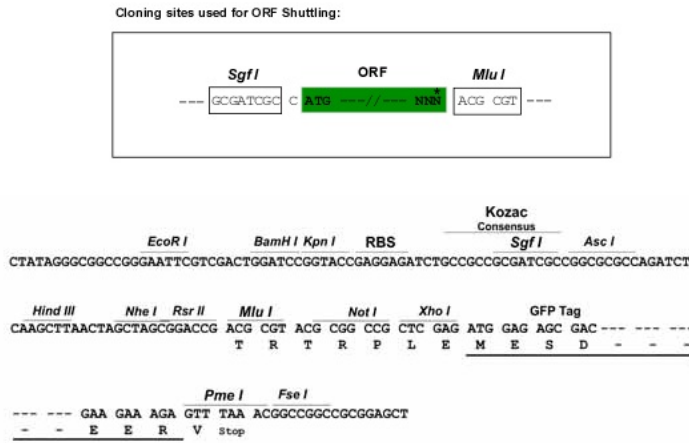 Cloning sites used for ORF Shuttling:
Sgf I ORF Mlu I
--- GCGATCGC C ATG ---//--- NNN* ACG CGT ---
Kozac
Consensus
EcoR I BamH I Kpn I RBS Sgf I Asc I
CTATAGGGCGGCCGGGAATTCGTCGACTGGATCCGGTACCGAGGAGATCTGCCGCCGCGATCGCCGGCGCGCCAGATCT
Hind III Nhe I Rsr II Mlu I Not I Xho I GFP Tag
CAAGCTTAACTAGCTAGCGGACCG ACG CGT ACG CGG CCG CTC GAG ATG GAG AGC GAC --- ---
T R T R P L E M E S D - - -
Pme I Fse I
--- --- GAA GAA AGA GTT TAA ACGGCCGGCCGCGGAGCT
- - E E R V Stop